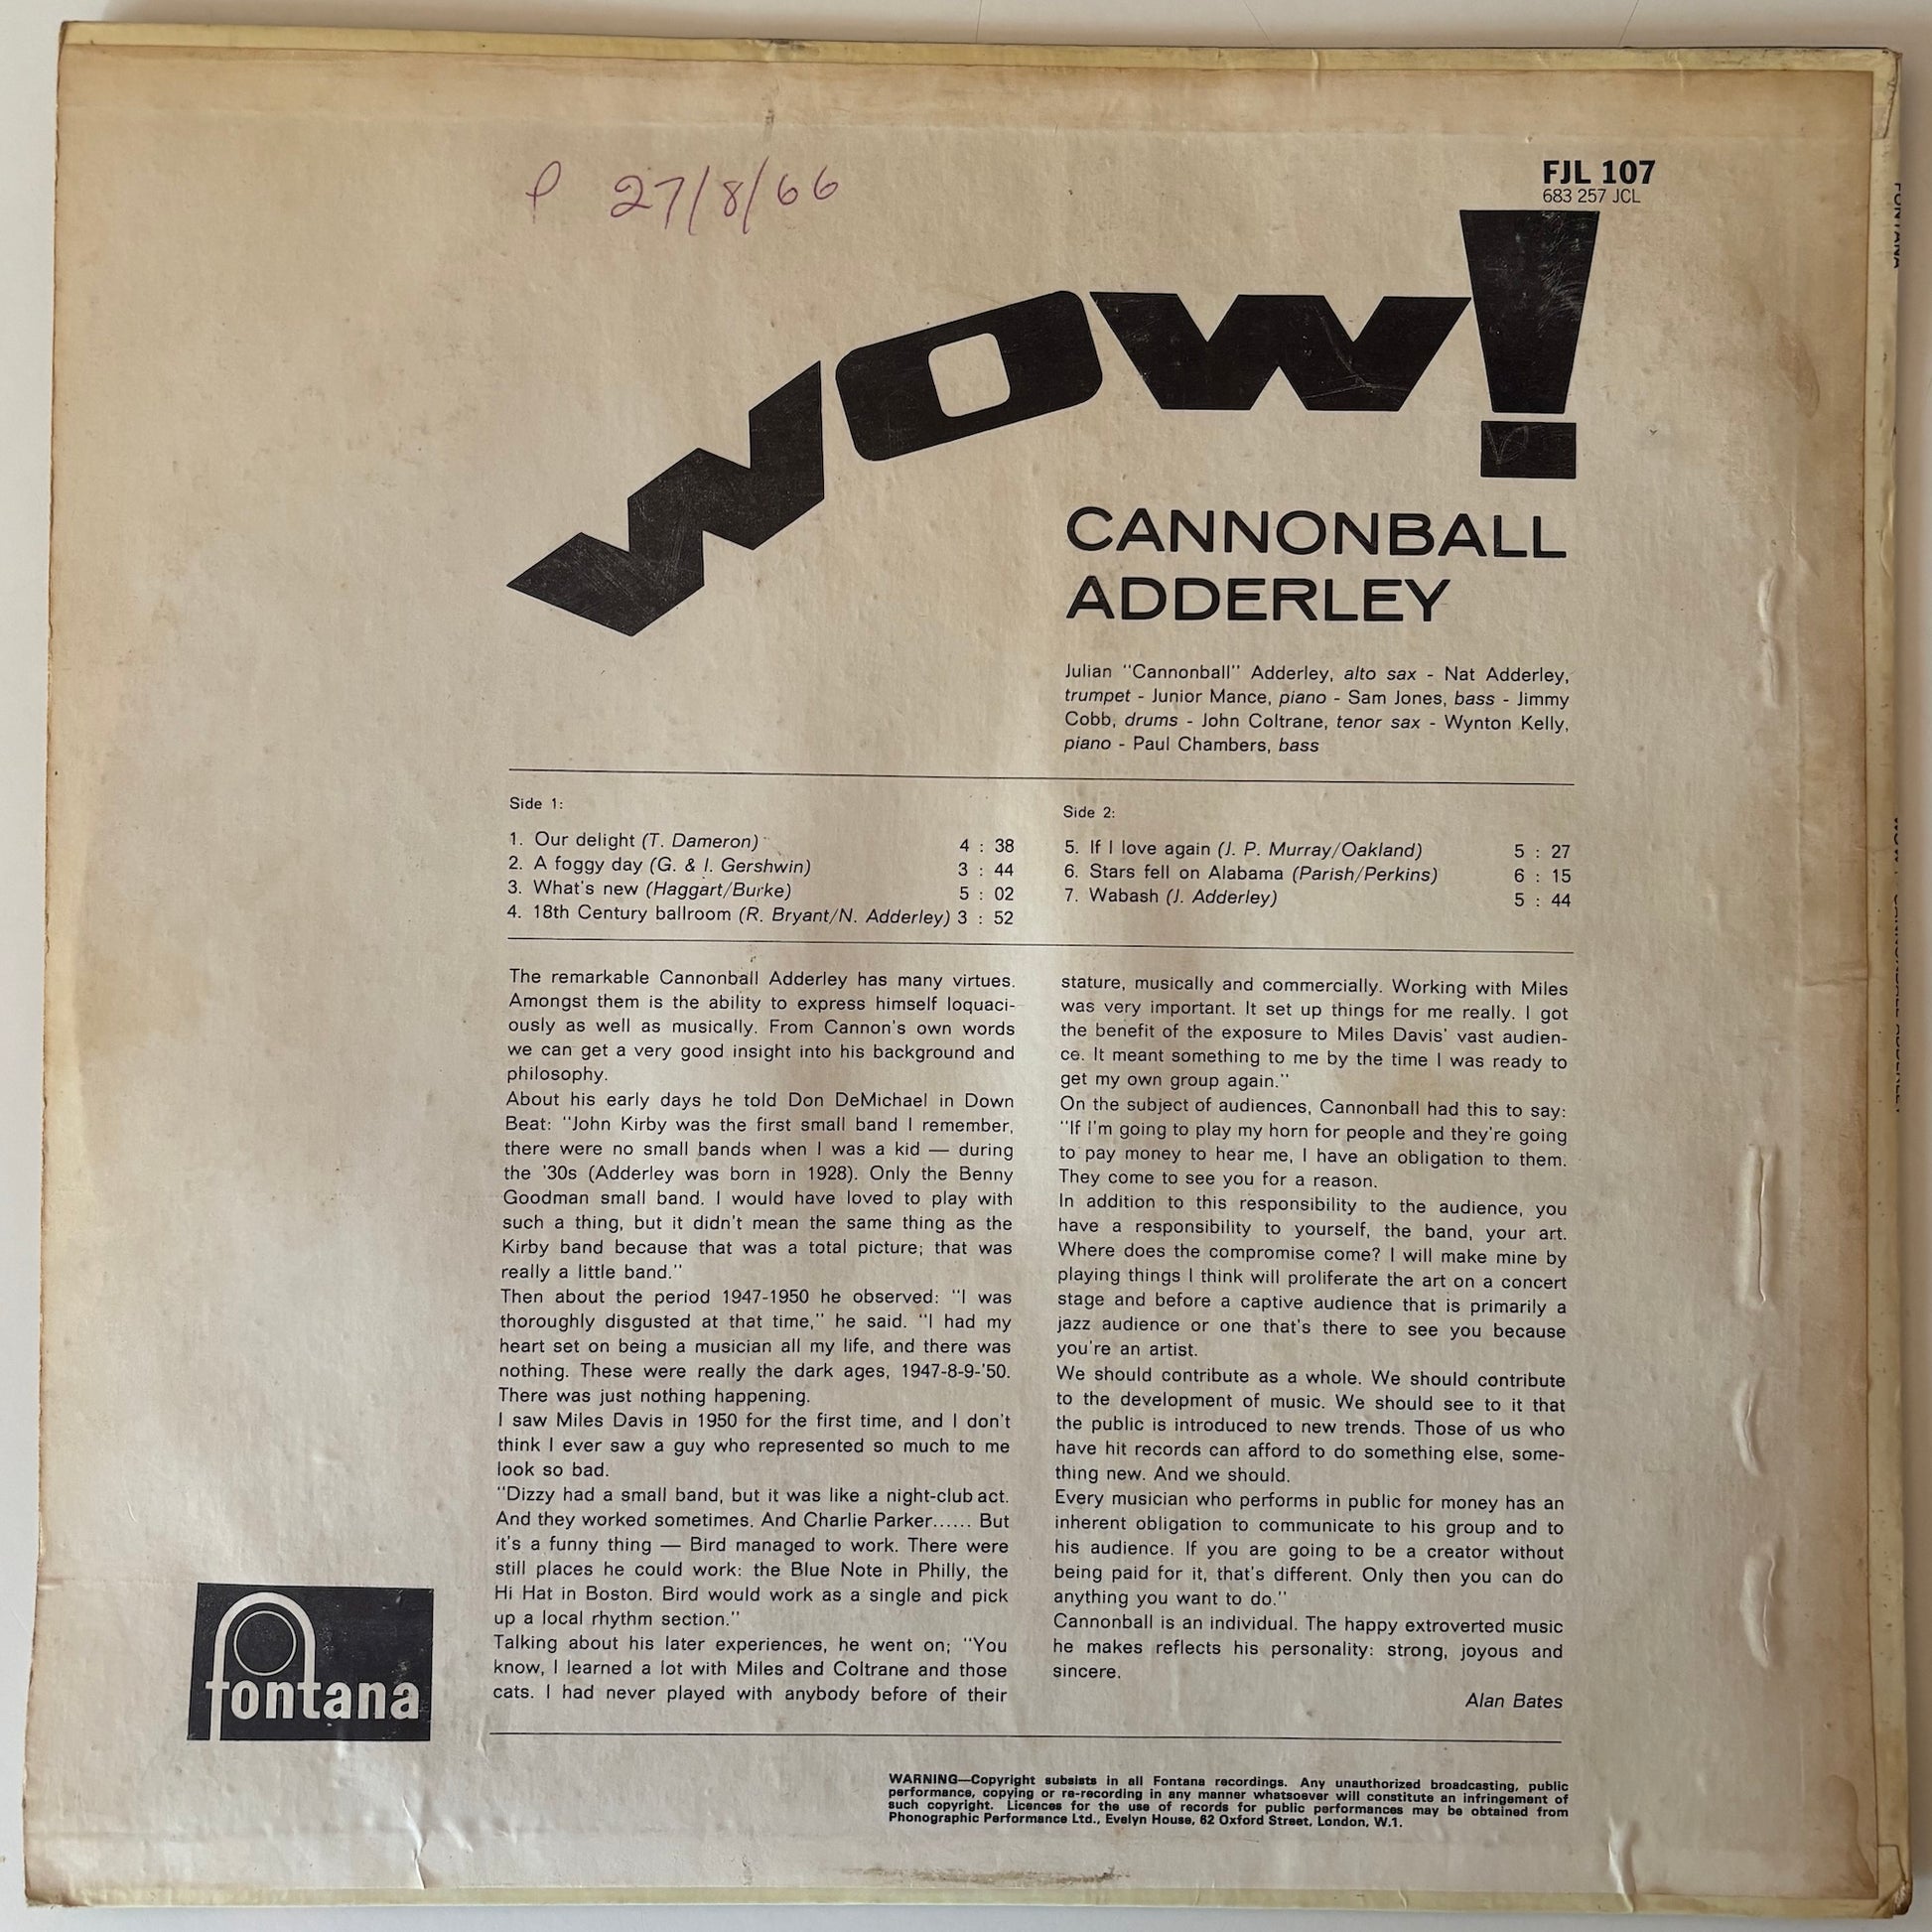 P 27/8/66
FJL 107
683 257 JCL
WOW!
CANNONBALL
ADDERLEY
Julian "Cannonball" Adderley, alto sax - Nat Adderley,
trumpet - Junior Mance, piano - Sam Jones, bass - Jimmy
Cobb, drums - John Coltrane, tenor sax - Wynton Kelly,
piano - Paul Chambers, bass
Side 1:
1. Our delight (T. Dameron) 4 : 38
2. A foggy day (G. & I. Gershwin) 3 : 44
3. What's new (Haggart/Burke) 5 : 02
4. 18th Century ballroom (R. Bryant/N. Adderley) 3 : 52
Side 2:
5. If I love again (J. P. Murray/Oakland) 5 : 27
6. Stars fell on Alabama (Parish/Perkins) 6 : 15
7. Wabash (J. Adderley) 5 : 44
The remarkable Cannonball Adderley has many virtues.
Amongst them is the ability to express himself loquaci-
ously as well as musically. From Cannon's own words
we can get a very good insight into his background and
philosophy.
About his early days he told Don DeMichael in Down
Beat: "John Kirby was the first small band I remember,
there were no small bands when I was a kid — during
the '30s (Adderley was born in 1928). Only the Benny
Goodman small band. I would have loved to play with
such a thing, but it didn't mean the same thing as the
Kirby band because that was a total picture; that was
really a little band."
Then about the period 1947-1950 he observed: "I was
thoroughly disgusted at that time," he said. "I had my
heart set on being a musician all my life, and there was
nothing. These were really the dark ages, 1947-8-9-'50.
There was just nothing happening.
I saw Miles Davis in 1950 for the first time, and I don't
think I ever saw a guy who represented so much to me
look so bad.
"Dizzy had a small band, but it was like a night-club act.
And they worked sometimes. And Charlie Parker...... But
it's a funny thing — Bird managed to work. There were
still places he could work: the Blue Note in Philly, the
Hi Hat in Boston. Bird would work as a single and pick
up a local rhythm section."
Talking about his later experiences, he went on; "You
know, I learned a lot with Miles and Coltrane and those
cats. I had never played with anybody before of their
stature, musically and commercially. Working with Miles
was very important. It set up things for me really. I got
the benefit of the exposure to Miles Davis' vast audien-
ce. It meant something to me by the time I was ready to
get my own group again."
On the subject of audiences, Cannonball had this to say:
"If I'm going to play my horn for people and they're going
to pay money to hear me, I have an obligation to them.
They come to see you for a reason.
In addition to this responsibility to the audience, you
have a responsibility to yourself, the band, your art.
Where does the compromise come? I will make mine by
playing things I think will proliferate the art on a concert
stage and before a captive audience that is primarily a
jazz audience or one that's there to see you because
you're an artist.
We should contribute as a whole. We should contribute
to the development of music. We should see to it that
the public is introduced to new trends. Those of us who
have hit records can afford to do something else, some-
thing new. And we should.
Every musician who performs in public for money has an
inherent obligation to communicate to his group and to
his audience. If you are going to be a creator without
being paid for it, that's different. Only then you can do
anything you want to do."
Cannonball is an individual. The happy extroverted music
he makes reflects his personality: strong, joyous and
sincere.
Alan Bates
fontana
WARNING—Copyright subsists in all Fontana recordings. Any unauthorized broadcasting, public
performance, copying or re-recording in any manner whatsoever will constitute an infringement of
such copyright. Licences for the use of records for public performances may be obtained from
Phonographic Performance Ltd., Evelyn House, 62 Oxford Street, London, W.1.
FONTANA